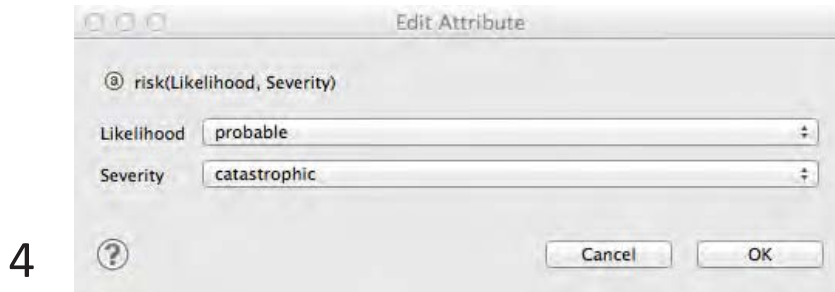 Edit Attribute
ⓐ risk(Likelihood, Severity)
Likelihood probable
Severity catastrophic
4 ? Cancel OK